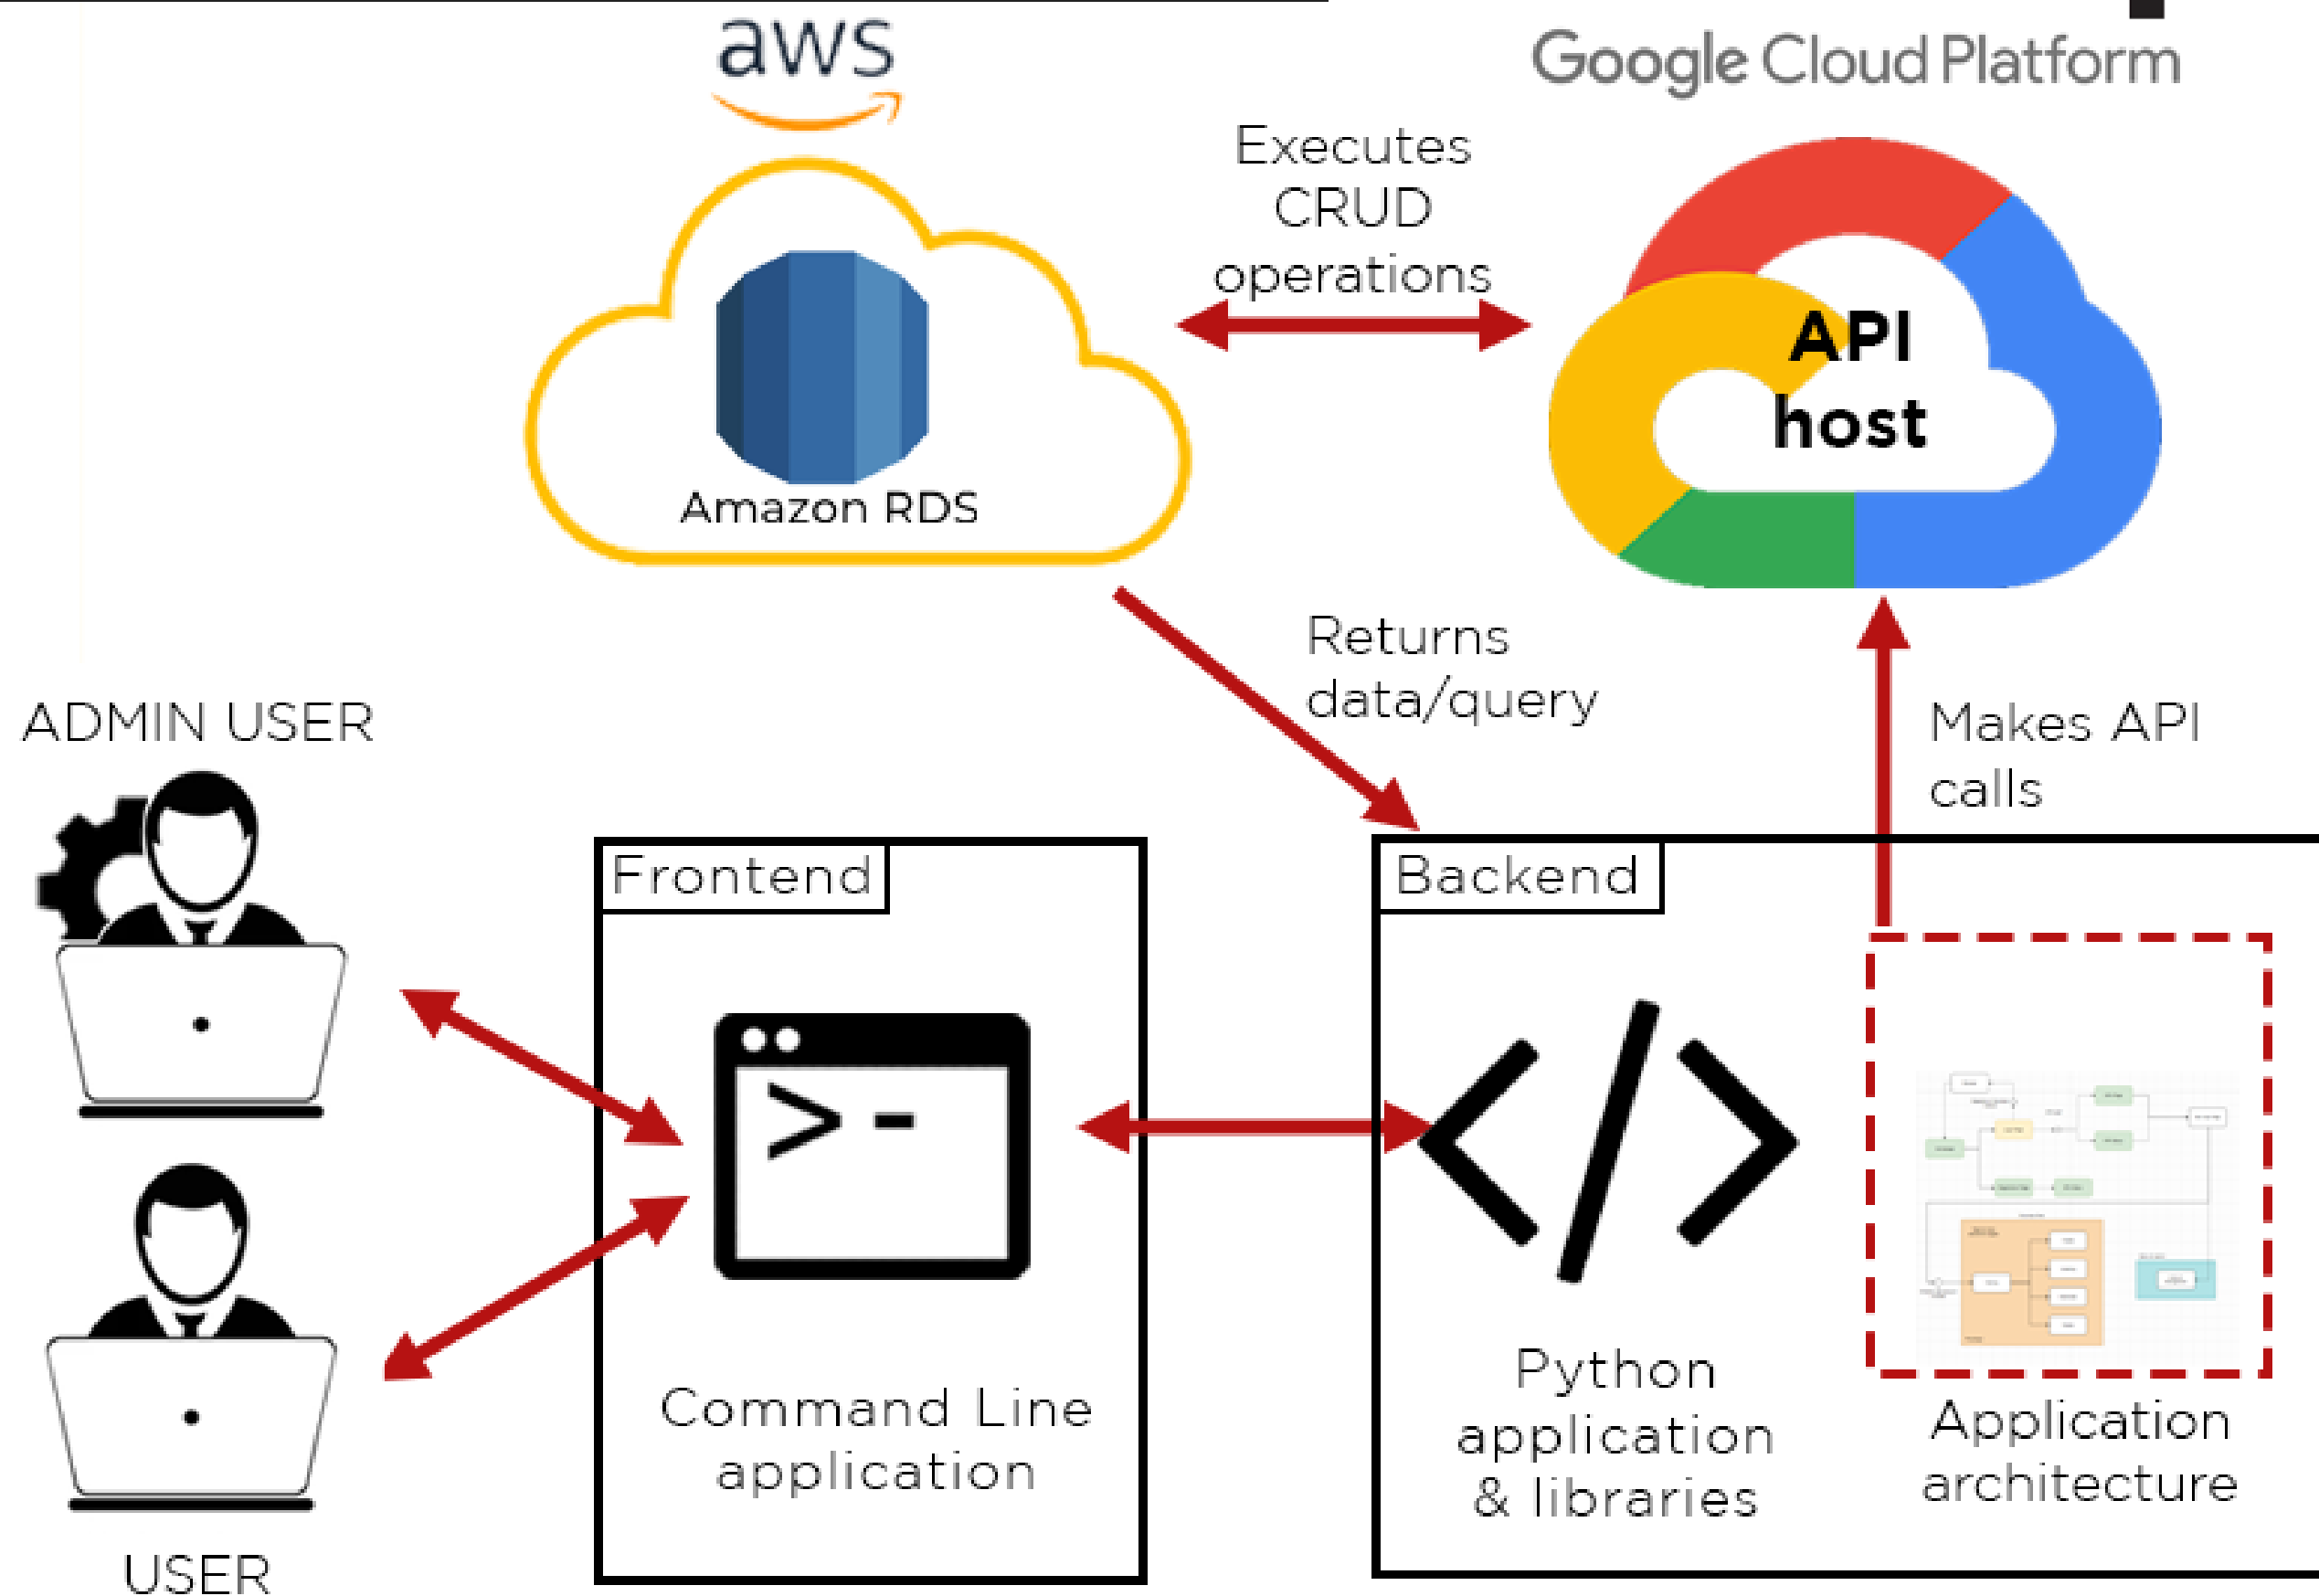 aws
Google Cloud Platform
Executes
CRUD
operations
API
host
Amazon RDS
Returns
data/query
Makes API
calls
ADMIN USER
Frontend
Backend
>-
</>
Command Line
application
Python
application
& libraries
Application
architecture
USER